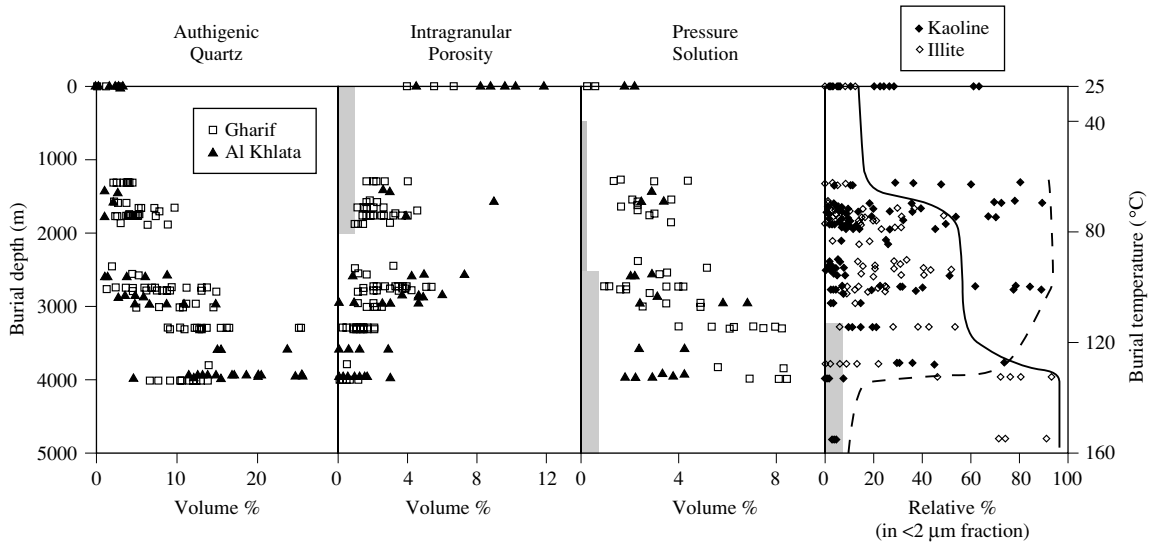 Authigenic
Quartz
Intragranular
Porosity
Pressure
Solution
Kaoline
Illite
Gharif
Al Khlata
Burial depth (m)
0
1000
2000
3000
4000
5000
0 10 20
Volume %
0 4 8 12
Volume %
0 4 8
Volume %
0 20 40 60 80 100
Relative %
(in <2 μm fraction)
25
40
80
120
160
Burial temperature (°C)